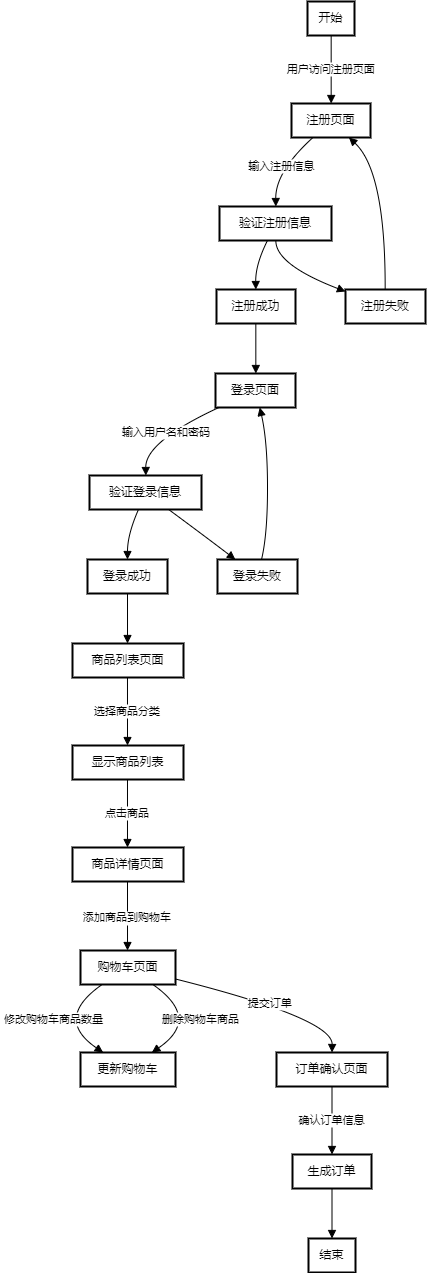 开始
用户访问注册页面
注册页面
输入注册信息
验证注册信息
注册成功
注册失败
登录页面
输入用户名和密码
验证登录信息
登录成功
登录失败
商品列表页面
选择商品分类
显示商品列表
点击商品
商品详情页面
添加商品到购物车
购物车页面
提交订单
修改购物车商品数量
删除购物车商品
更新购物车
订单确认页面
确认订单信息
生成订单
结束